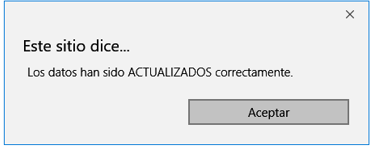 Este sitio dice...
Los datos han sido ACTUALIZADOS correctamente.
Aceptar